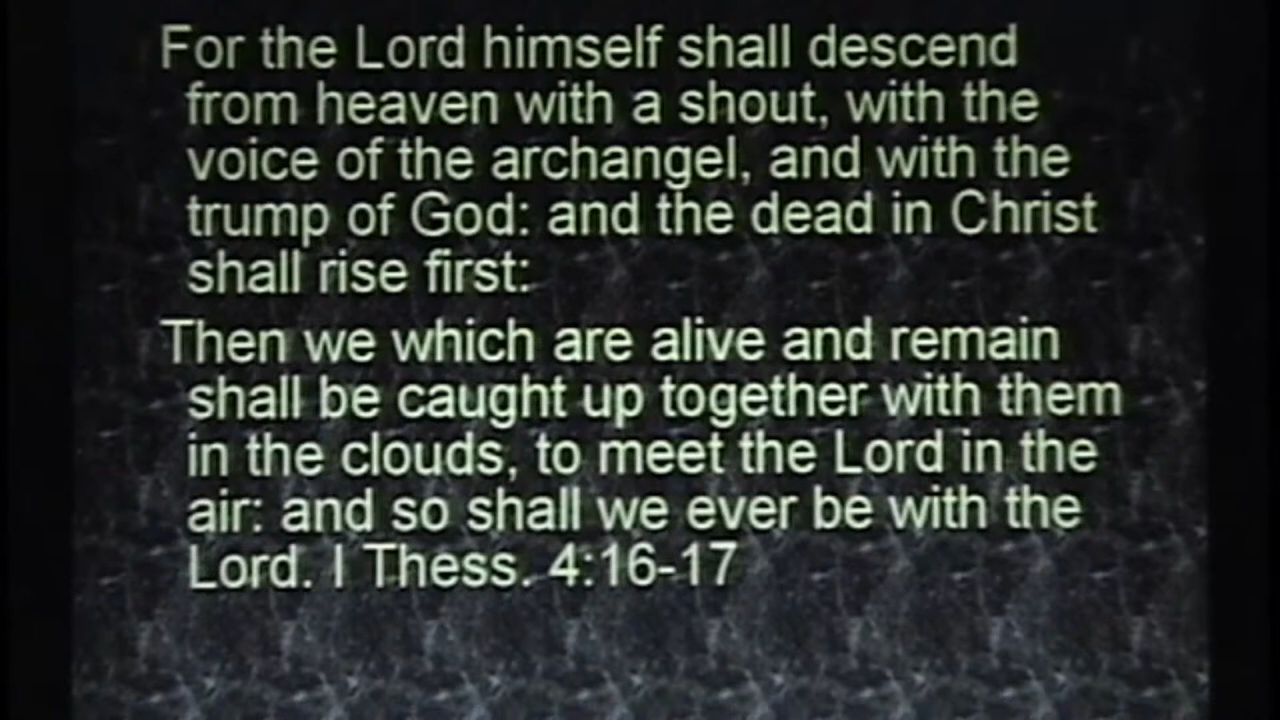 For the Lord himself shall descend
from heaven with a shout, with the
voice of the archangel, and with the
trump of God: and the dead in Christ
shall rise first:
Then we which are alive and remain
shall be caught up together with them
in the clouds, to meet the Lord in the
air: and so shall we ever be with the
Lord. I Thess. 4:16-17